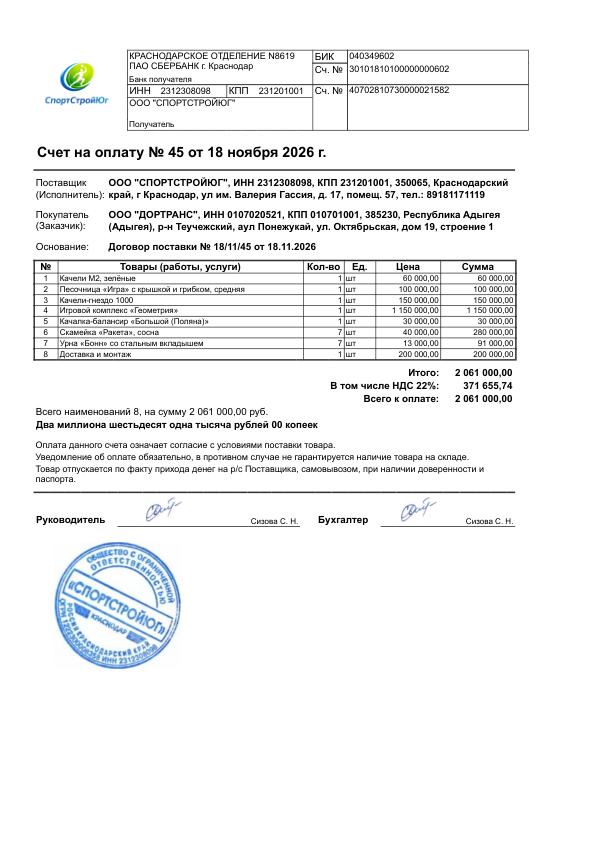 СпортСтройЮг
КРАСНОДАРСКОЕ ОТДЕЛЕНИЕ N8619
ПАО СБЕРБАНК г. Краснодар
Банк получателя
БИК 040349602
Сч. № 30101810100000000602
ИНН 2312308098 КПП 231201001 Сч. № 40702810730000021582
ООО "СПОРТСТРОЙЮГ"
Получатель
Счет на оплату № 45 от 18 ноября 2026 г.
Поставщик (Исполнитель): ООО "СПОРТСТРОЙЮГ", ИНН 2312308098, КПП 231201001, 350065, Краснодарский
край, г Краснодар, ул им. Валерия Гассия, д. 17, помещ. 57, тел.: 89181171119
Покупатель (Заказчик): ООО "ДОРТРАНС", ИНН 0107020521, КПП 010701001, 385230, Республика Адыгея
(Адыгея), р-н Теучежский, аул Понежукай, ул. Октябрьская, дом 19, строение 1
Основание: Договор поставки № 18/11/45 от 18.11.2026
№ Товары (работы, услуги) Кол-во Ед. Цена Сумма
1 Качели М2, зелёные 1 шт 60 000,00 60 000,00
2 Песочница «Игра» с крышкой и грибком, средняя 1 шт 100 000,00 100 000,00
3 Качели-гнездо 1000 1 шт 150 000,00 150 000,00
4 Игровой комплекс «Геометрия» 1 шт 1 150 000,00 1 150 000,00
5 Качалка-балансир «Большой (Поляна)» 1 шт 30 000,00 30 000,00
6 Скамейка «Ракета», сосна 7 шт 40 000,00 280 000,00
7 Урна «Бонн» со стальным вкладышем 7 шт 13 000,00 91 000,00
8 Доставка и монтаж 1 шт 200 000,00 200 000,00
Итого: 2 061 000,00
В том числе НДС 22%: 371 655,74
Всего к оплате: 2 061 000,00
Всего наименований 8, на сумму 2 061 000,00 руб.
Два миллиона шестьдесят одна тысяча рублей 00 копеек
Оплата данного счета означает согласие с условиями поставки товара.
Уведомление об оплате обязательно, в противном случае не гарантируется наличие товара на складе.
Товар отпускается по факту прихода денег на р/с Поставщика, самовывозом, при наличии доверенности и
паспорта.
Руководитель Сизова С. Н. Бухгалтер Сизова С. Н.
ОБЩЕСТВО С ОГРАНИЧЕННОЙ
ОТВЕТСТВЕННОСТЬЮ
«СПОРТСТРОЙЮГ»
КРАСНОДАР
РОССИЯ КРАСНОДАРСКИЙ КРАЙ
ИНН 2312308098